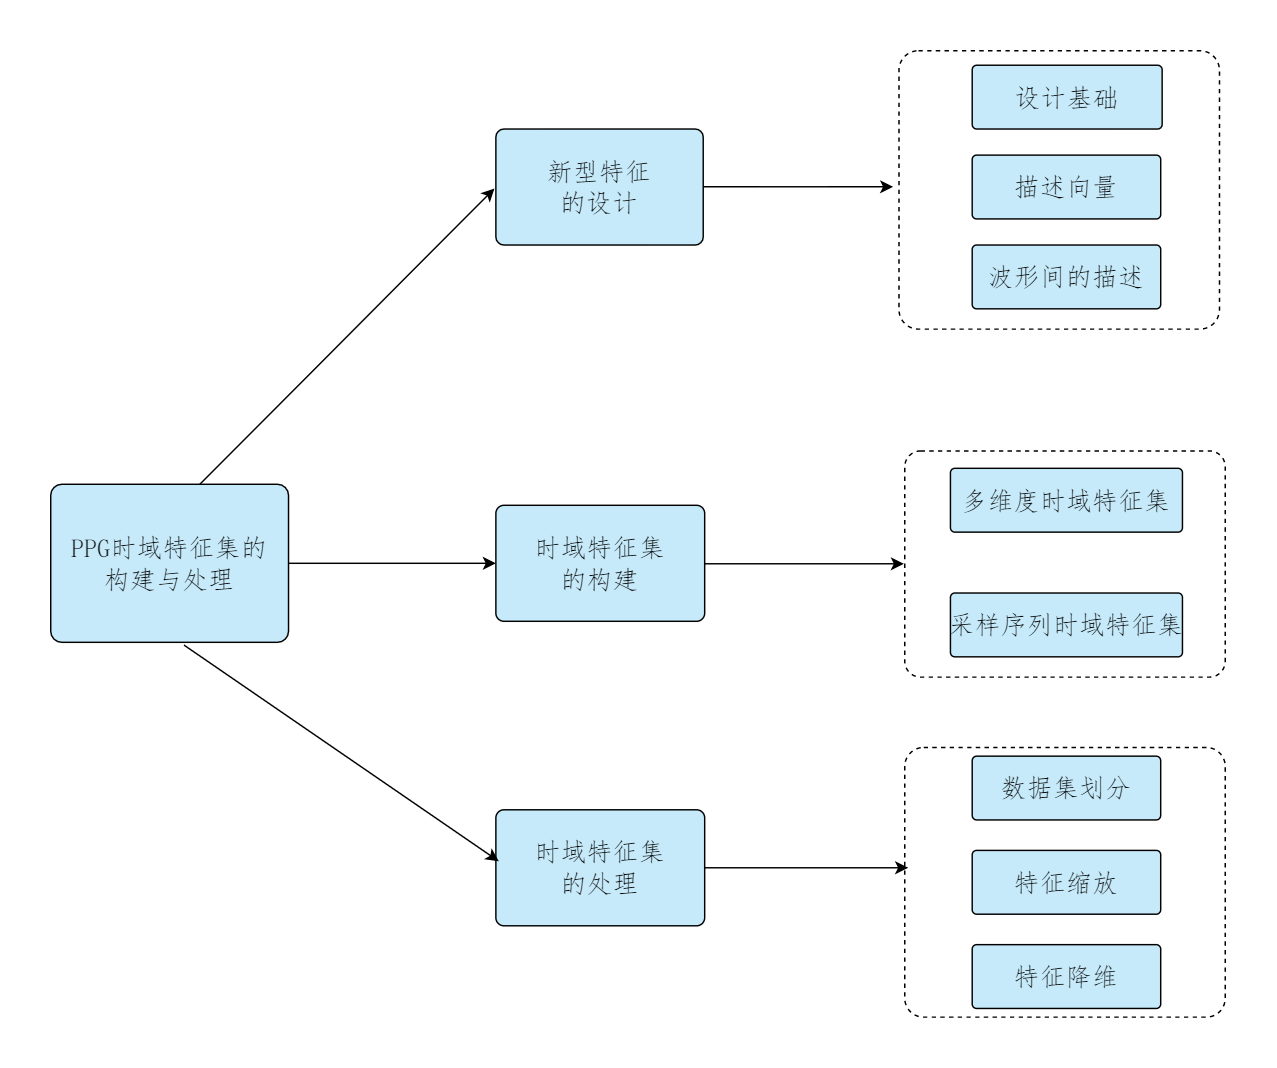 设计基础
新型特征
的设计
描述向量
波形间的描述
PPG时域特征集的
构建与处理
时域特征集
的构建
多维度时域特征集
采样序列时域特征集
时域特征集
的处理
数据集划分
特征缩放
特征降维